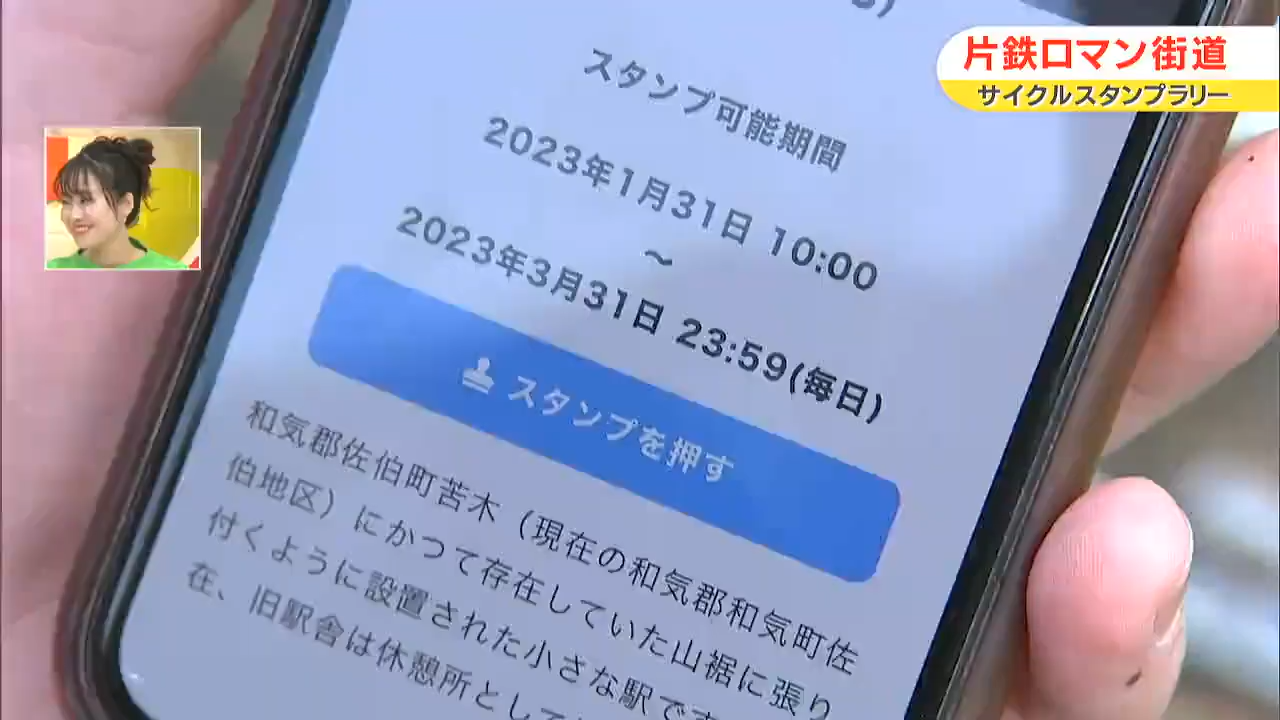 片鉄ロマン街道
サイクルスタンプラリー
スタンプ可能期間
2023年1月31日 10:00
~
2023年3月31日 23:59(毎日)
スタンプを押す
和気郡佐伯町苦木（現在の和気郡和気町佐
伯地区）にかつて存在していた山裾に張り
付くように設置された小さな駅です
在、旧駅舎は休憩所として